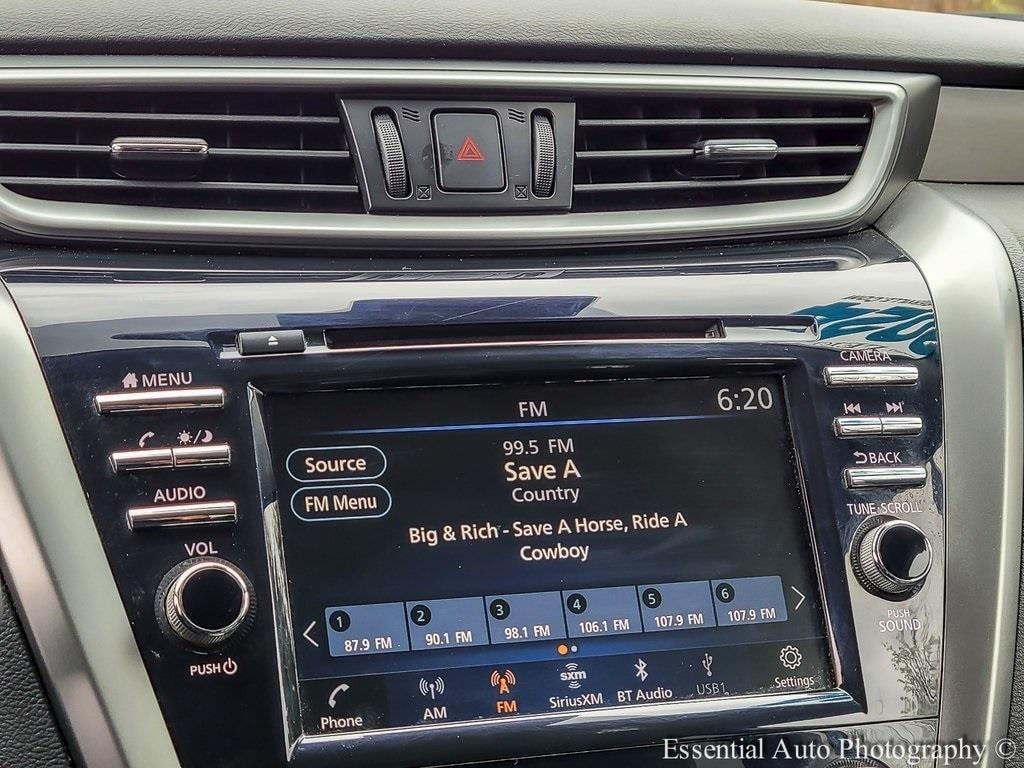 MENU
AUDIO
VOL
PUSH
CAMERA
BACK
TUNE·SCROLL
PUSH
SOUND
FM
6:20
99.5 FM
Source
Save A
Country
FM Menu
Big & Rich - Save A Horse, Ride A
Cowboy
1 2 3 4 5 6
87.9 FM 90.1 FM 98.1 FM 106.1 FM 107.9 FM 107.9 FM
sxm
Phone AM FM SiriusXM BT Audio USB1 Settings
Essential Auto Photography ©